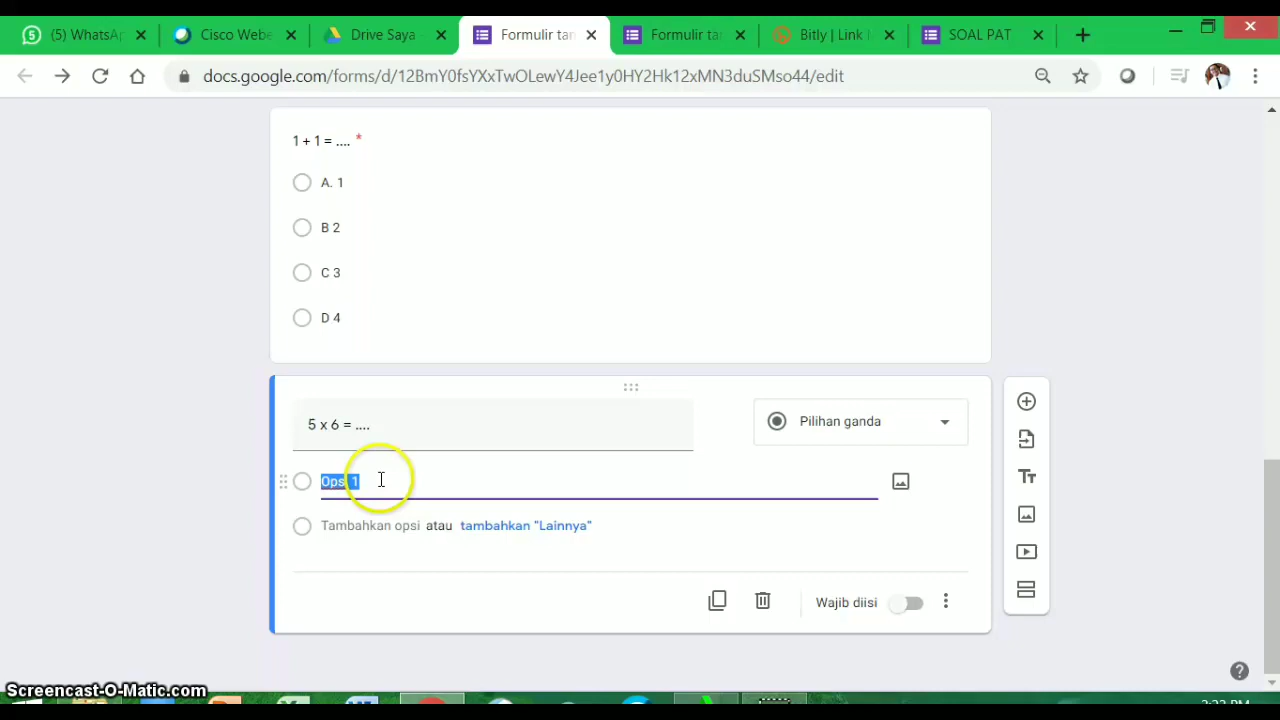 (5) WhatsA
Cisco Webe
Drive Saya
Formulir tan
Formulir ta
Bitly | Link
SOAL PAT
docs.google.com/forms/d/12BmY0fsYXxTwOLewY4Jee1y0HY2Hk12xMN3duSMso44/edit
1 + 1 = .... *
A. 1
B 2
C 3
D 4
5 x 6 = ....
Pilihan ganda
Opsi 1
Tambahkan opsi atau tambahkan "Lainnya"
Wajib diisi
Screencast-O-Matic.com